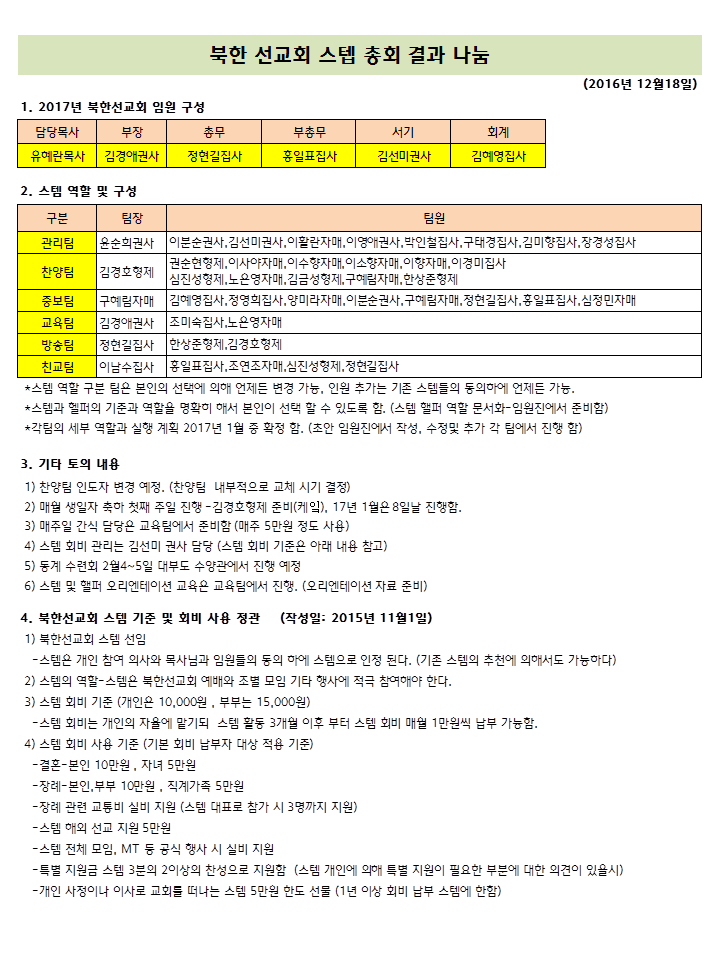 북한 선교회 스텝 총회 결과 나눔
(2016년 12월18일)
1. 2017년 북한선교회 임원 구성
담당목사 부장 총무 부총무 서기 회계
유혜란목사 김경애권사 정현길집사 홍일표집사 김선미권사 김혜영집사
2. 스텝 역할 및 구성
구분 팀장 팀원
관리팀 윤순희권사 이분순권사,김선미권사,이활란자매,이영애권사,박인철집사,구태경집사,김미향집사,장경성집사
찬양팀 김경호형제 권순현형제,이사야자매,이수향자매,이소향자매,이향자매,이경미집사
심진성형제,노은영자매,김금성형제,구혜림자매,한상준형제
중보팀 구혜림자매 김혜영집사,정영희집사,양미라자매,이분순권사,구혜림자매,정현길집사,홍일표집사,심정민자매
교육팀 김경애권사 조미숙집사,노은영자매
방송팀 정현길집사 한상준형제,김경호형제
친교팀 이남수집사 홍일표집사,조연조자매,심진성형제,정현길집사
*스텝 역할 구분 팀은 본인의 선택에 의해 언제든 변경 가능, 인원 추가는 기존 스텝들의 동의하에 언제든 가능.
*스텝과 헬퍼의 기준과 역할을 명확히 해서 본인이 선택 할 수 있도록 함. (스텝 헬퍼 역할 문서화-임원진에서 준비함)
*각팀의 세부 역할과 실행 계획 2017년 1월 중 확정 함. (초안 임원진에서 작성, 수정및 추가 각 팀에서 진행 함)
3. 기타 토의 내용
1) 찬양팀 인도자 변경 예정. (찬양팀 내부적으로 교체 시기 결정)
2) 매월 생일자 축하 첫째 주일 진행 -김경호형제 준비(케잌), 17년 1월은 8일날 진행함.
3) 매주일 간식 담당은 교육팀에서 준비함 (매주 5만원 정도 사용)
4) 스텝 회비 관리는 김선미 권사 담당 (스텝 회비 기준은 아래 내용 참고)
5) 동계 수련회 2월4~5일 대부도 수양관에서 진행 예정
6) 스텝 및 헬퍼 오리엔테이션 교육은 교육팀에서 진행. (오리엔테이션 자료 준비)
4. 북한선교회 스텝 기준 및 회비 사용 정관 (작성일: 2015년 11월1일)
1) 북한선교회 스텝 선임
-스텝은 개인 참여 의사와 목사님과 임원들의 동의 하에 스텝으로 인정 된다. (기존 스텝의 추천에 의해서도 가능하다)
2) 스텝의 역할-스텝은 북한선교회 예배와 조별 모임 기타 행사에 적극 참여해야 한다.
3) 스텝 회비 기준 (개인은 10,000원 , 부부는 15,000원)
-스텝 회비는 개인의 자율에 맡기되 스텝 활동 3개월 이후 부터 스텝 회비 매월 1만원씩 납부 가능함.
4) 스텝 회비 사용 기준 (기본 회비 납부자 대상 적용 기준)
-결혼-본인 10만원 , 자녀 5만원
-장례-본인,부부 10만원 , 직계가족 5만원
-장례 관련 교통비 실비 지원 (스텝 대표로 참가 시 3명까지 지원)
-스텝 해외 선교 지원 5만원
-스텝 전체 모임, MT 등 공식 행사 시 실비 지원
-특별 지원금 스텝 3분의 2이상의 찬성으로 지원함 (스텝 개인에 의해 특별 지원이 필요한 부분에 대한 의견이 있을시)
-개인 사정이나 이사로 교회를 떠나는 스텝 5만원 한도 선물 (1년 이상 회비 납부 스텝에 한함)